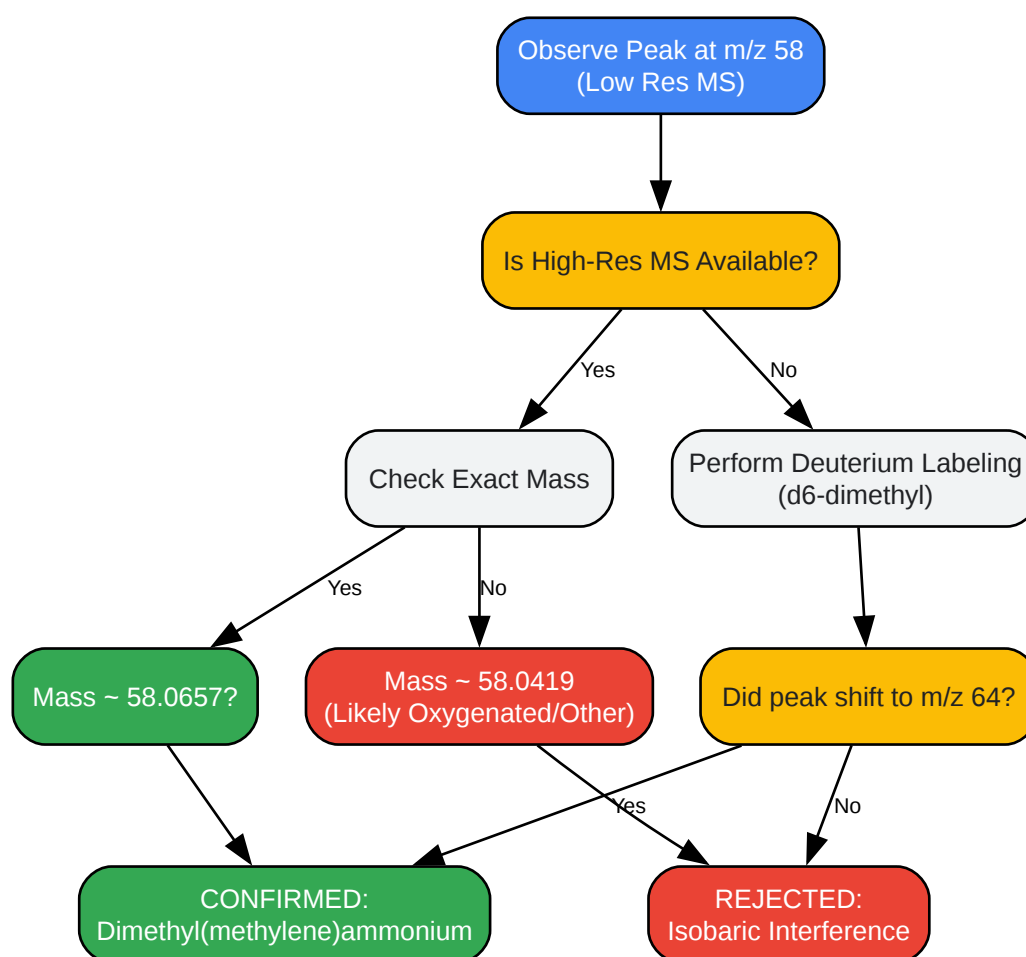 Observe Peak at m/z 58
(Low Res MS)
Is High-Res MS Available?
Yes
No
Check Exact Mass
Perform Deuterium Labeling
(d6-dimethyl)
Yes
No
Mass ~ 58.0657?
Mass ~ 58.0419
(Likely Oxygenated/Other)
Did peak shift to m/z 64?
Yes
No
CONFIRMED:
Dimethyl(methylene)ammonium
REJECTED:
Isobaric Interference